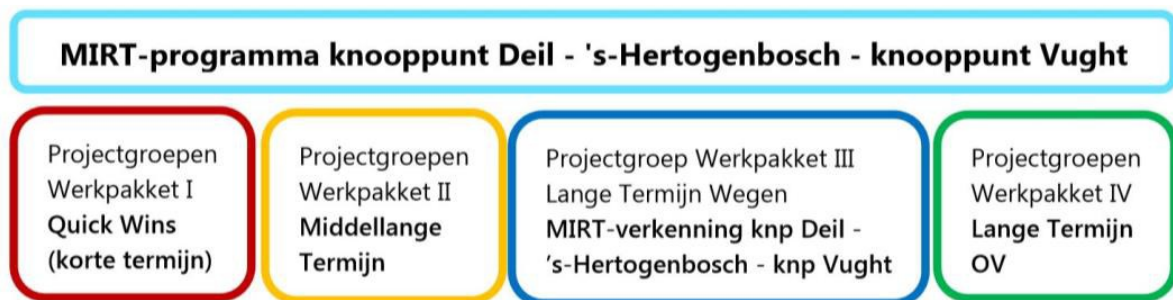 MIRT-programma knooppunt Deil - 's-Hertogenbosch - knooppunt Vught
Projectgroepen
Werkpakket I
Quick Wins
(korte termijn)
Projectgroepen
Werkpakket II
Middellange
Termijn
Projectgroep Werkpakket III
Lange Termijn Wegen
MIRT-verkenning knp Deil -
's-Hertogenbosch - knp Vught
Projectgroepen
Werkpakket IV
Lange Termijn
OV